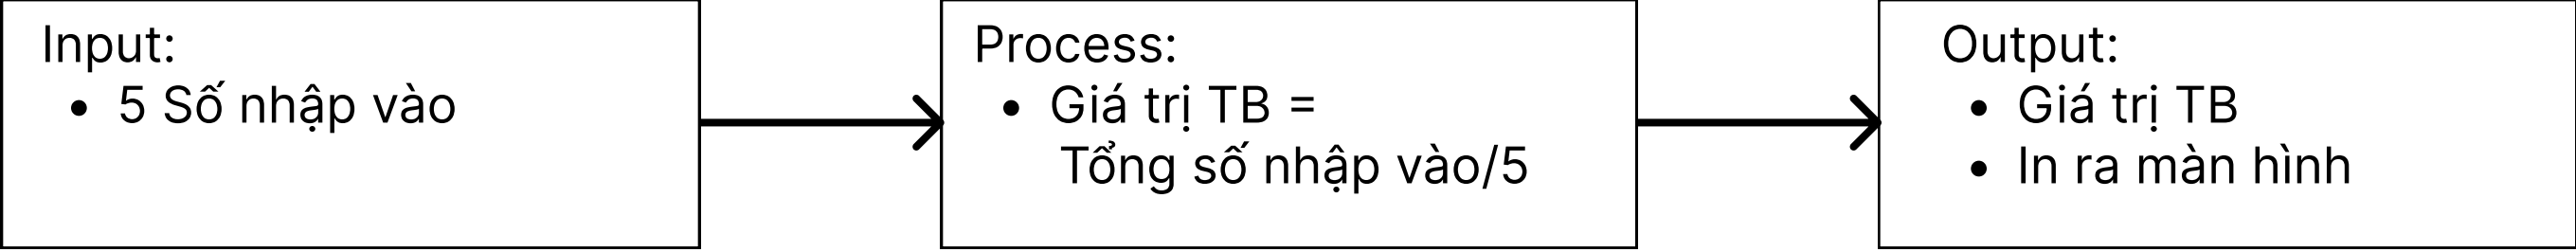 Input:
• 5 Số nhập vào
Process:
• Giá trị TB =
Tổng số nhập vào/5
Output:
• Giá trị TB
• In ra màn hình